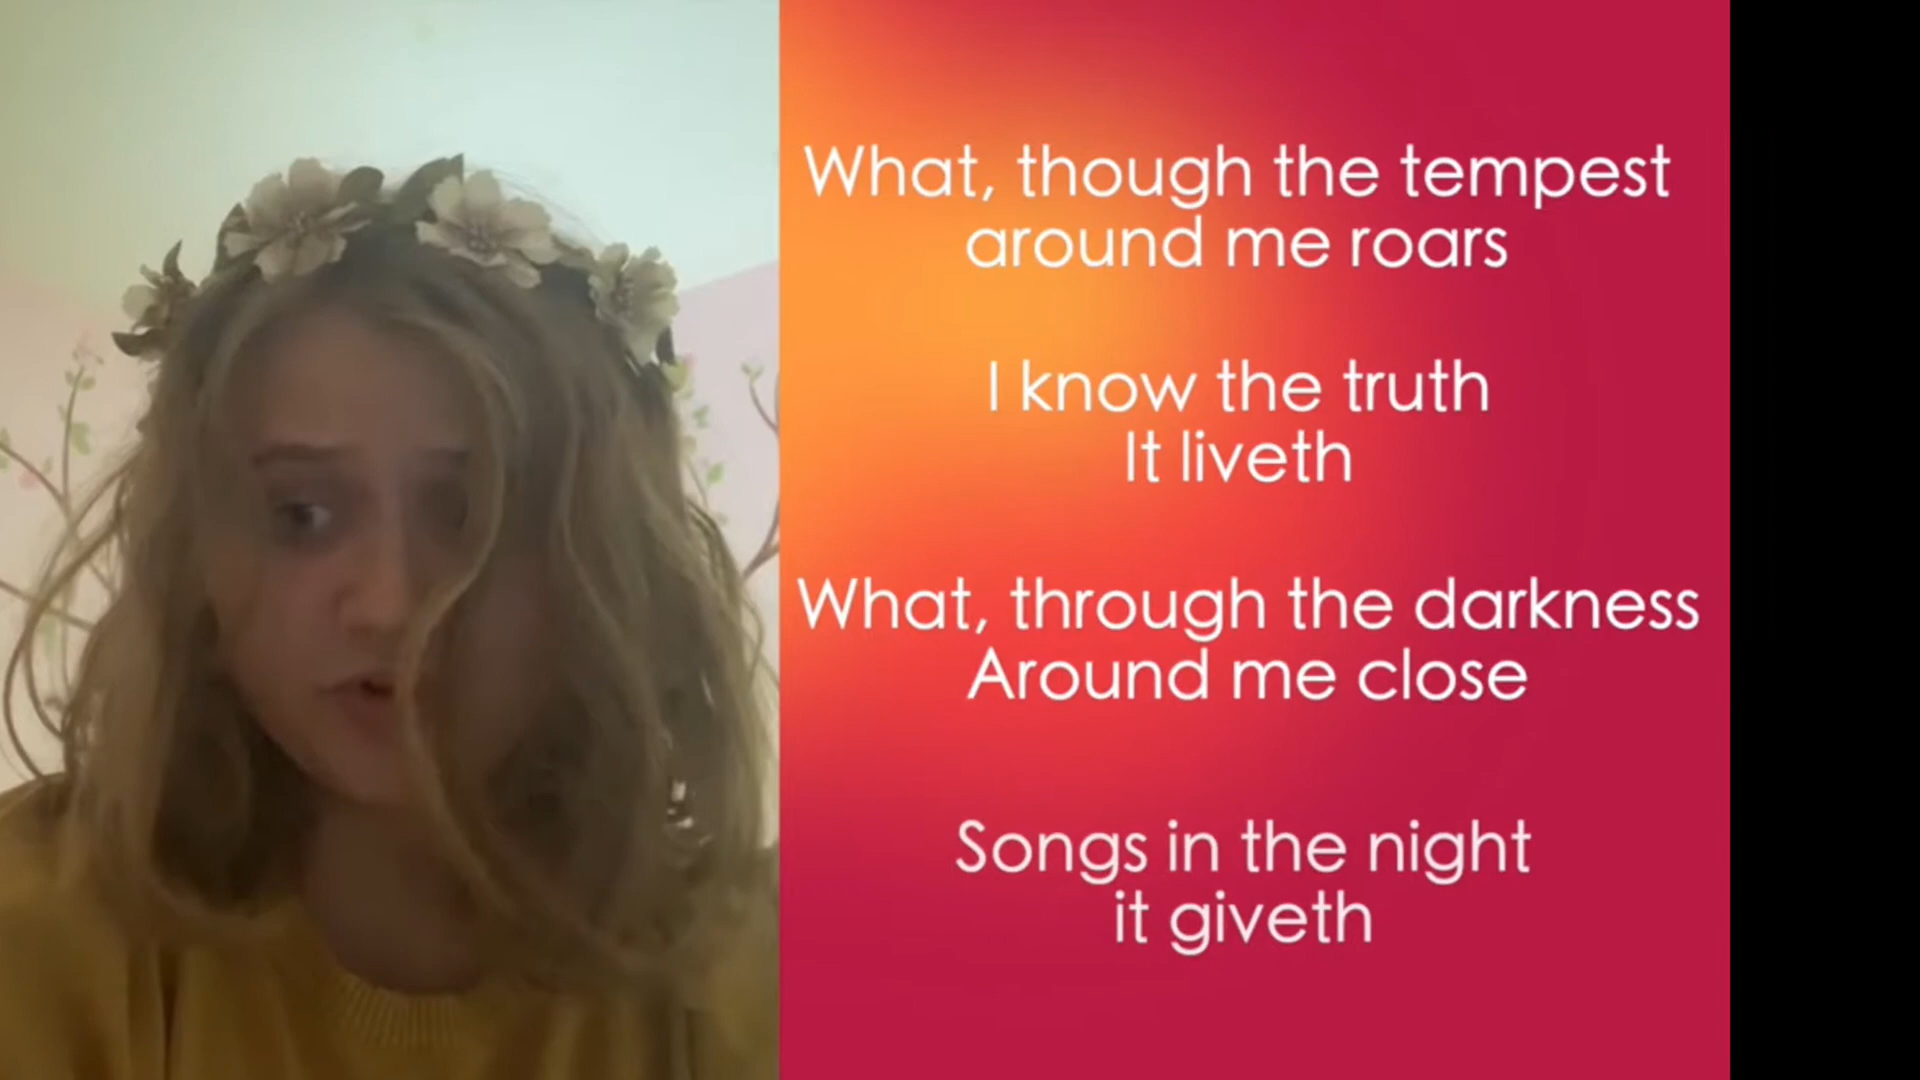 What, though the tempest
around me roars
I know the truth
It liveth
What, through the darkness
Around me close
Songs in the night
it giveth